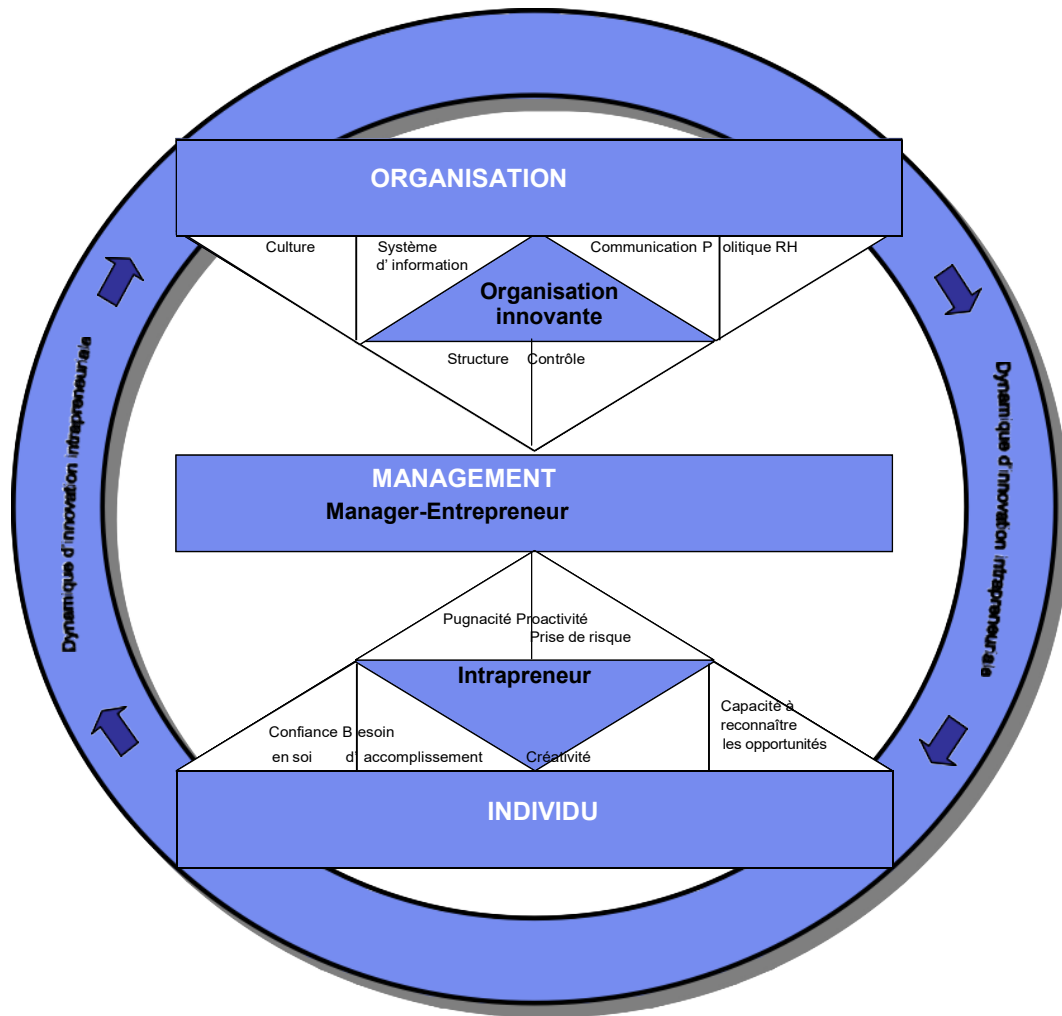 ORGANISATION
Culture
Système
d' information
Communication P olitique RH
Organisation
innovante
Structure Contrôle
Dynamique d'innovation intrapreneuriale
Dynamique d'innovation intrapreneuriale
MANAGEMENT
Manager-Entrepreneur
Pugnacité Proactivité
Prise de risque
Intrapreneur
Confiance B esoin
en soi d' accomplissement
Créativité
Capacité à
reconnaître
les opportunités
INDIVIDU